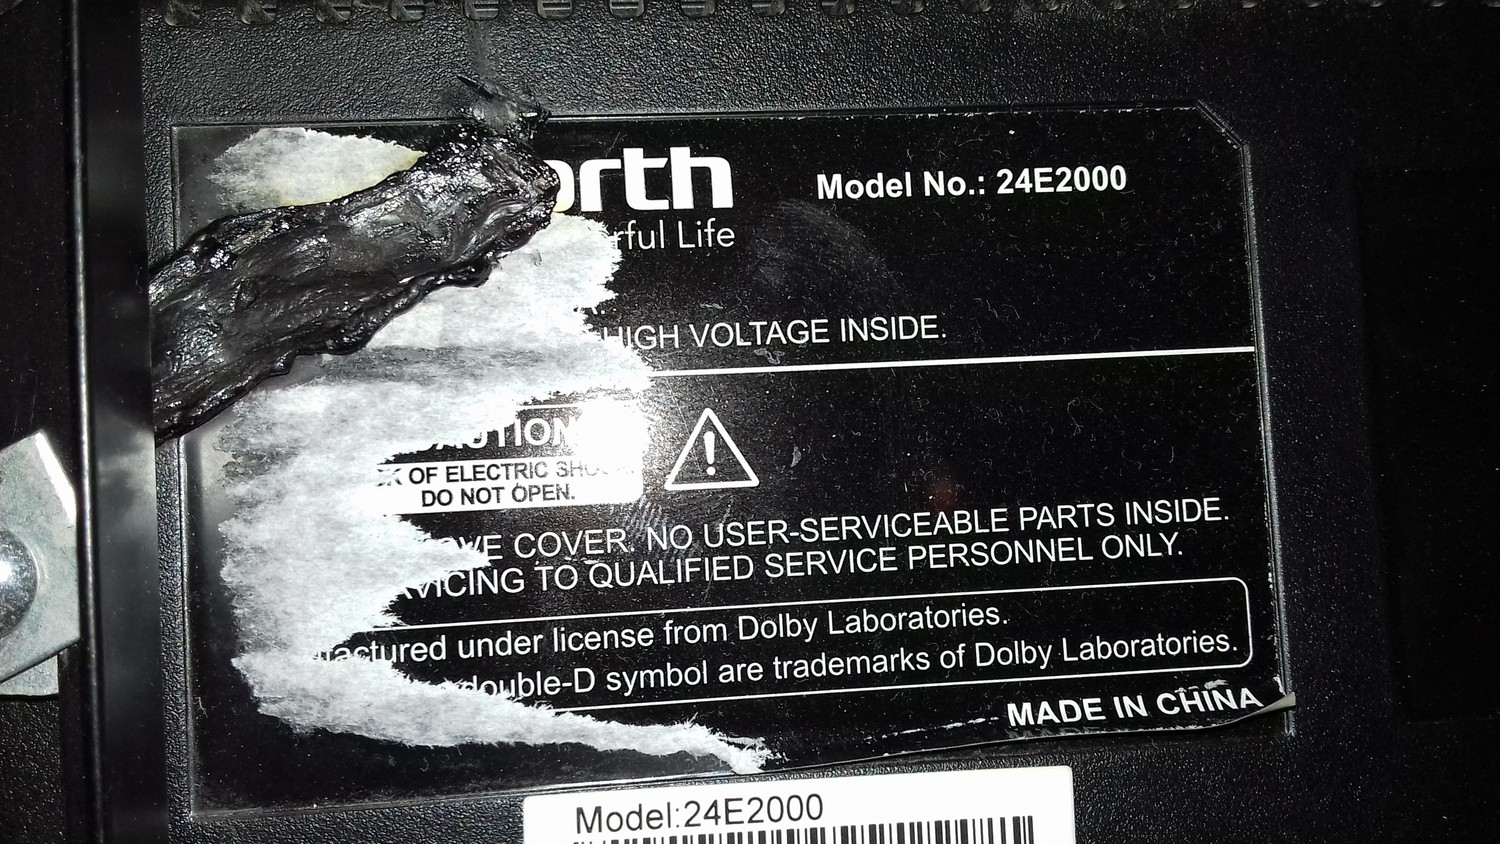 orth
Model No.: 24E2000
rful Life
HIGH VOLTAGE INSIDE.
CAUTION
OF ELECTRIC SHO
DO NOT OPEN.
VE COVER. NO USER-SERVICEABLE PARTS INSIDE.
VICING TO QUALIFIED SERVICE PERSONNEL ONLY.
factured under license from Dolby Laboratories.
double-D symbol are trademarks of Dolby Laboratories.
MADE IN CHINA
Model:24E2000